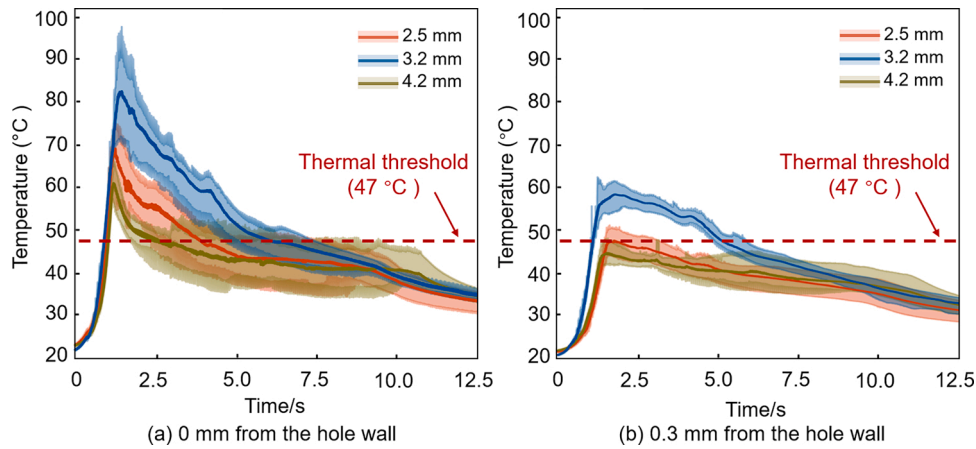 100
90
80
70
60
50
40
30
20
Temperature (°C )
2.5 mm
3.2 mm
4.2 mm
Thermal threshold
(47 °C )
0
2.5
5.0
7.5
10.0
12.5
Time/s
(a) 0 mm from the hole wall
100
90
80
70
60
50
40
30
20
Temperature (°C )
2.5 mm
3.2 mm
4.2 mm
Thermal threshold
(47 °C )
0
2.5
5.0
7.5
10.0
12.5
Time/s
(b) 0.3 mm from the hole wall